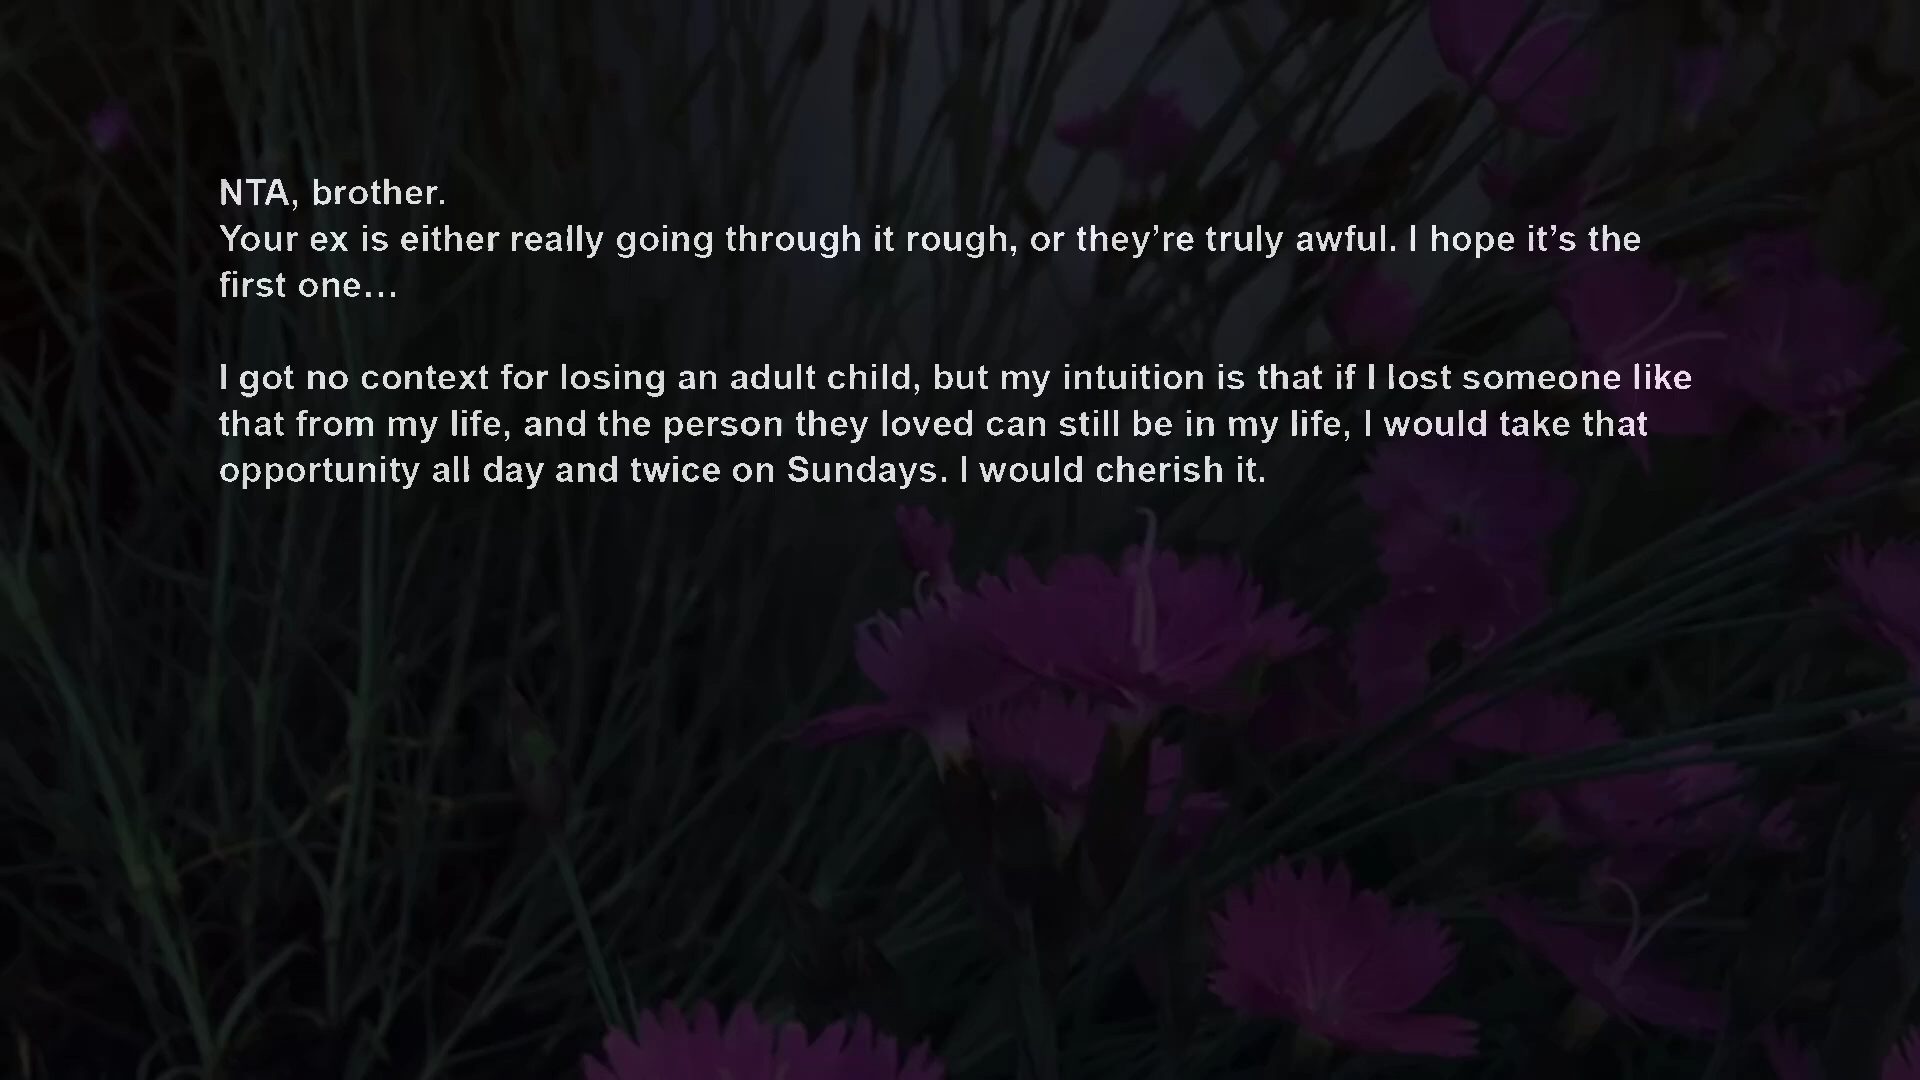 NTA, brother.
Your ex is either really going through it rough, or they’re truly awful. I hope it’s the
first one…
I got no context for losing an adult child, but my intuition is that if I lost someone like
that from my life, and the person they loved can still be in my life, I would take that
opportunity all day and twice on Sundays. I would cherish it.